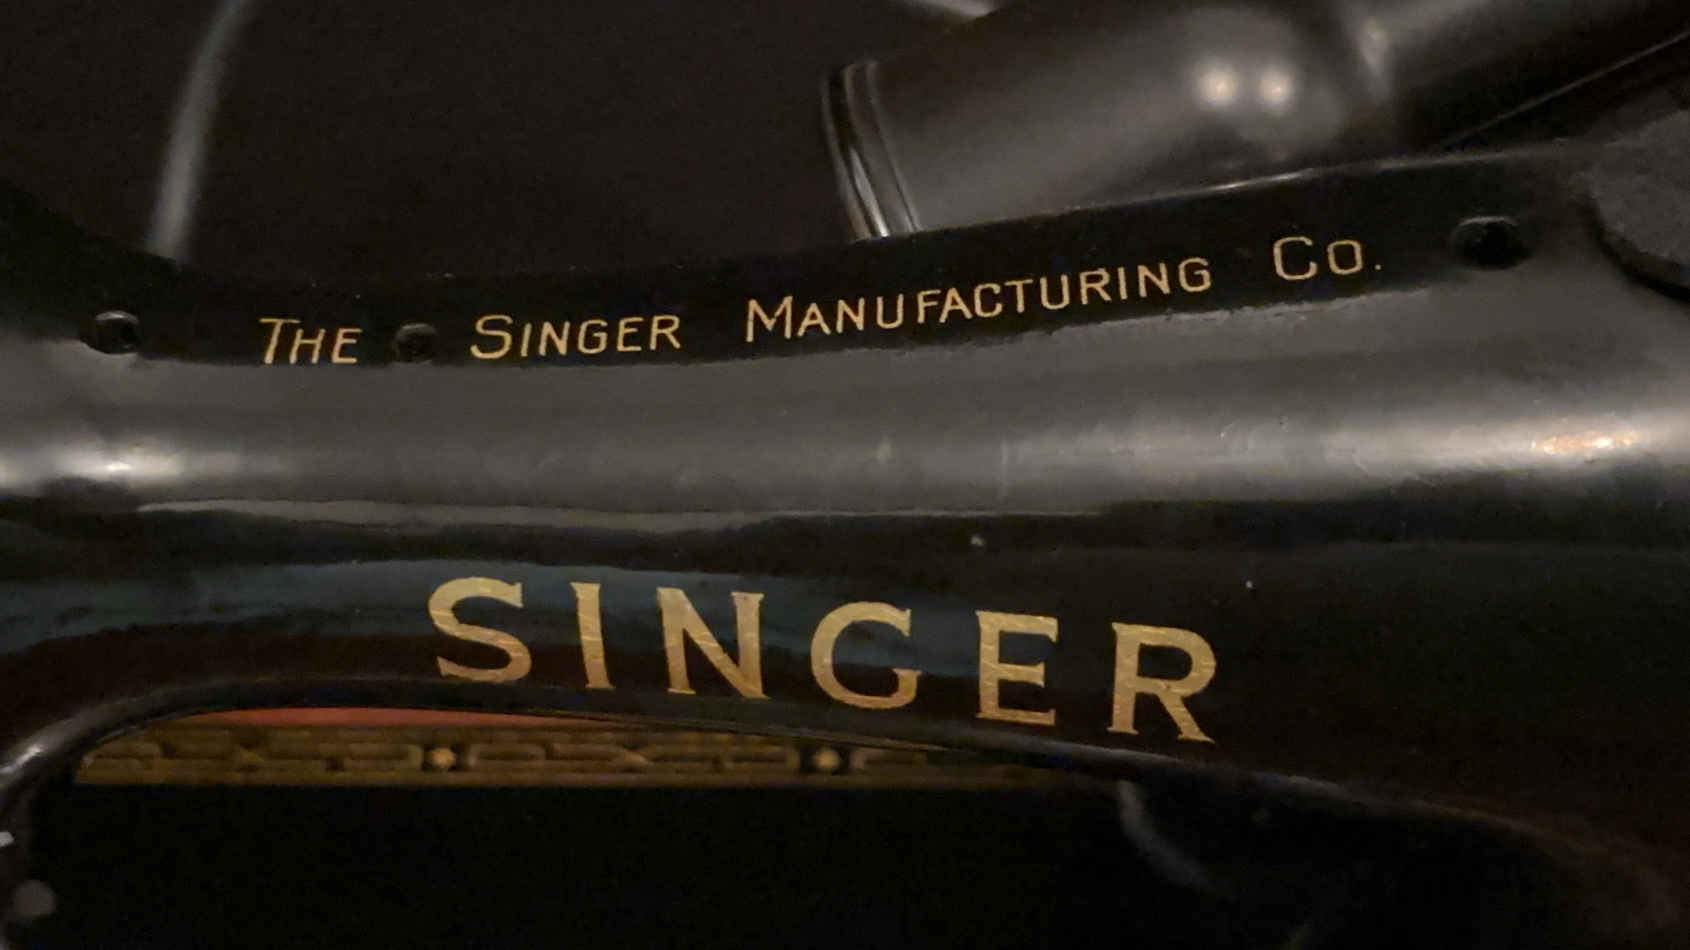 The Singer Manufacturing Co.
SINGER